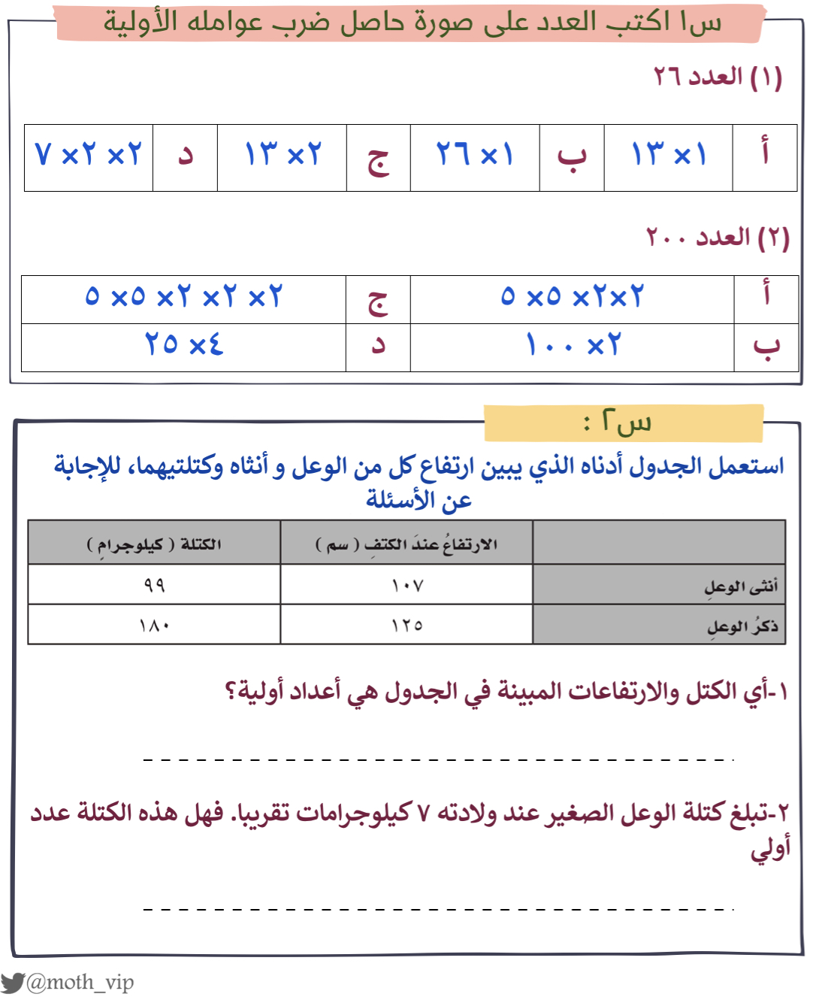 س١ اكتب العدد على صورة حاصل ضرب عوامله الأولية
(١) العدد ٢٦
أ ١× ١٣ ب ١× ٢٦ ج ٢× ١٣ د ٢× ٢× ٧
(٢) العدد ٢٠٠
أ ٢×٢× ٥× ٥ ج ٢× ٢× ٢× ٥× ٥
ب ٢× ١٠٠ د ٤× ٢٥
س٢ :
استعمل الجدول أدناه الذي يبين ارتفاع كل من الوعل و أنثاه وكتلتيهما، للإجابة
عن الأسئلة
الارتفاعُ عندَ الكتفِ ( سم ) الكتلة ( كيلوجرامٍ )
أنثى الوعلِ ١٠٧ ٩٩
ذكرُ الوعلِ ١٢٥ ١٨٠
١-أي الكتل والارتفاعات المبينة في الجدول هي أعداد أولية؟
٢-تبلغ كتلة الوعل الصغير عند ولادته ٧ كيلوجرامات تقريبا. فهل هذه الكتلة عدد
أولي
@moth_vip